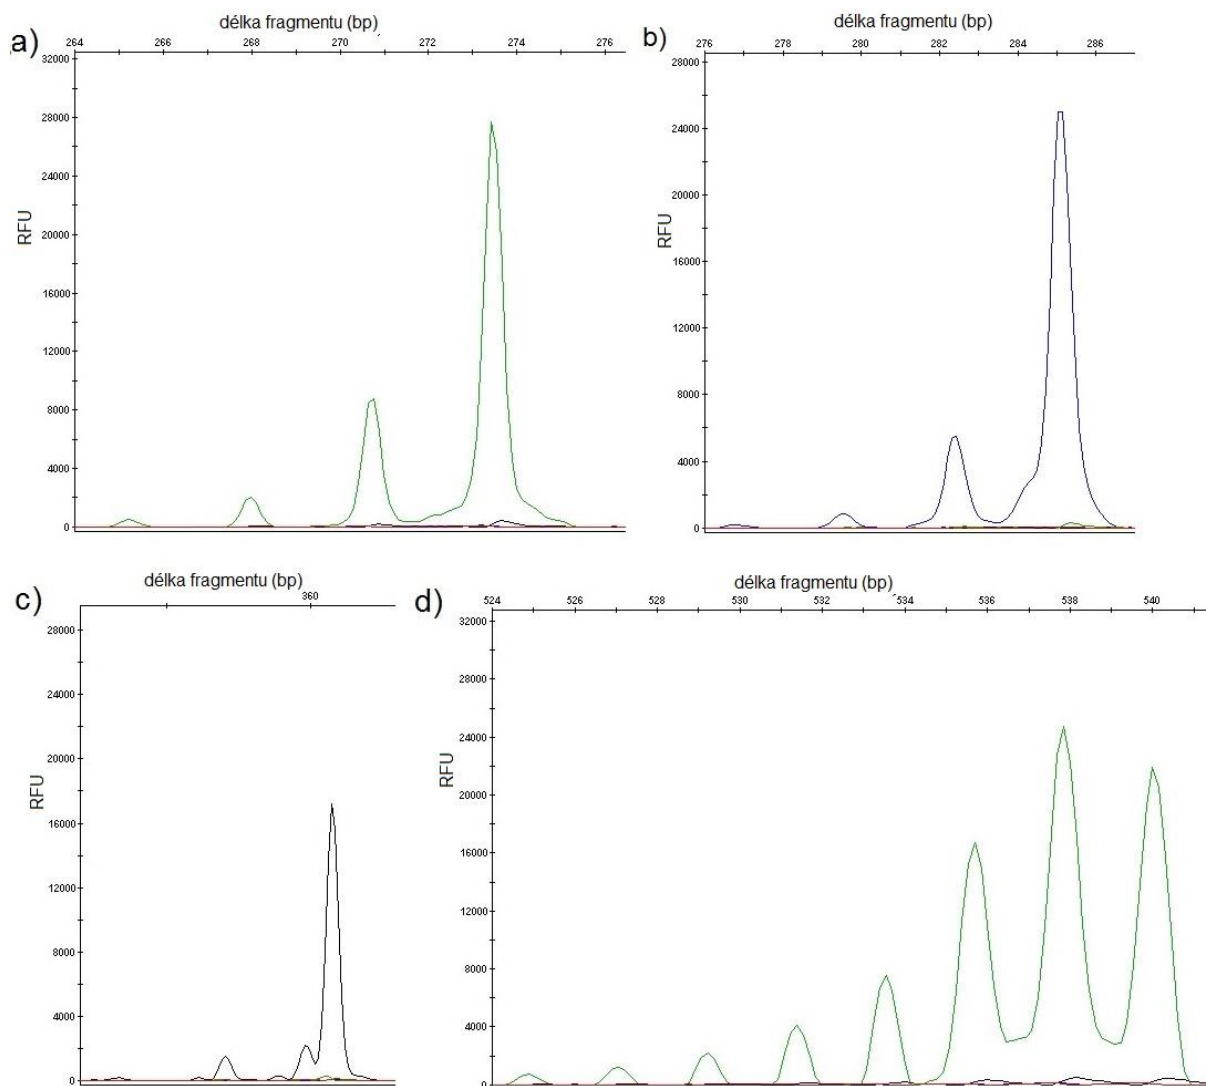 délka fragmentu (bp)
a)
264 266 268 270 272 274 276
32000
28000
24000
20000
16000
12000
8000
4000
0
RFU
délka fragmentu (bp)
b)
276 278 280 282 284 286
28000
24000
20000
16000
12000
8000
4000
0
RFU
délka fragmentu (bp)
c)
360
28000
24000
20000
16000
12000
8000
4000
0
RFU
délka fragmentu (bp)
d)
524 526 528 530 532 534 536 538 540
32000
28000
24000
20000
16000
12000
8000
4000
0
RFU